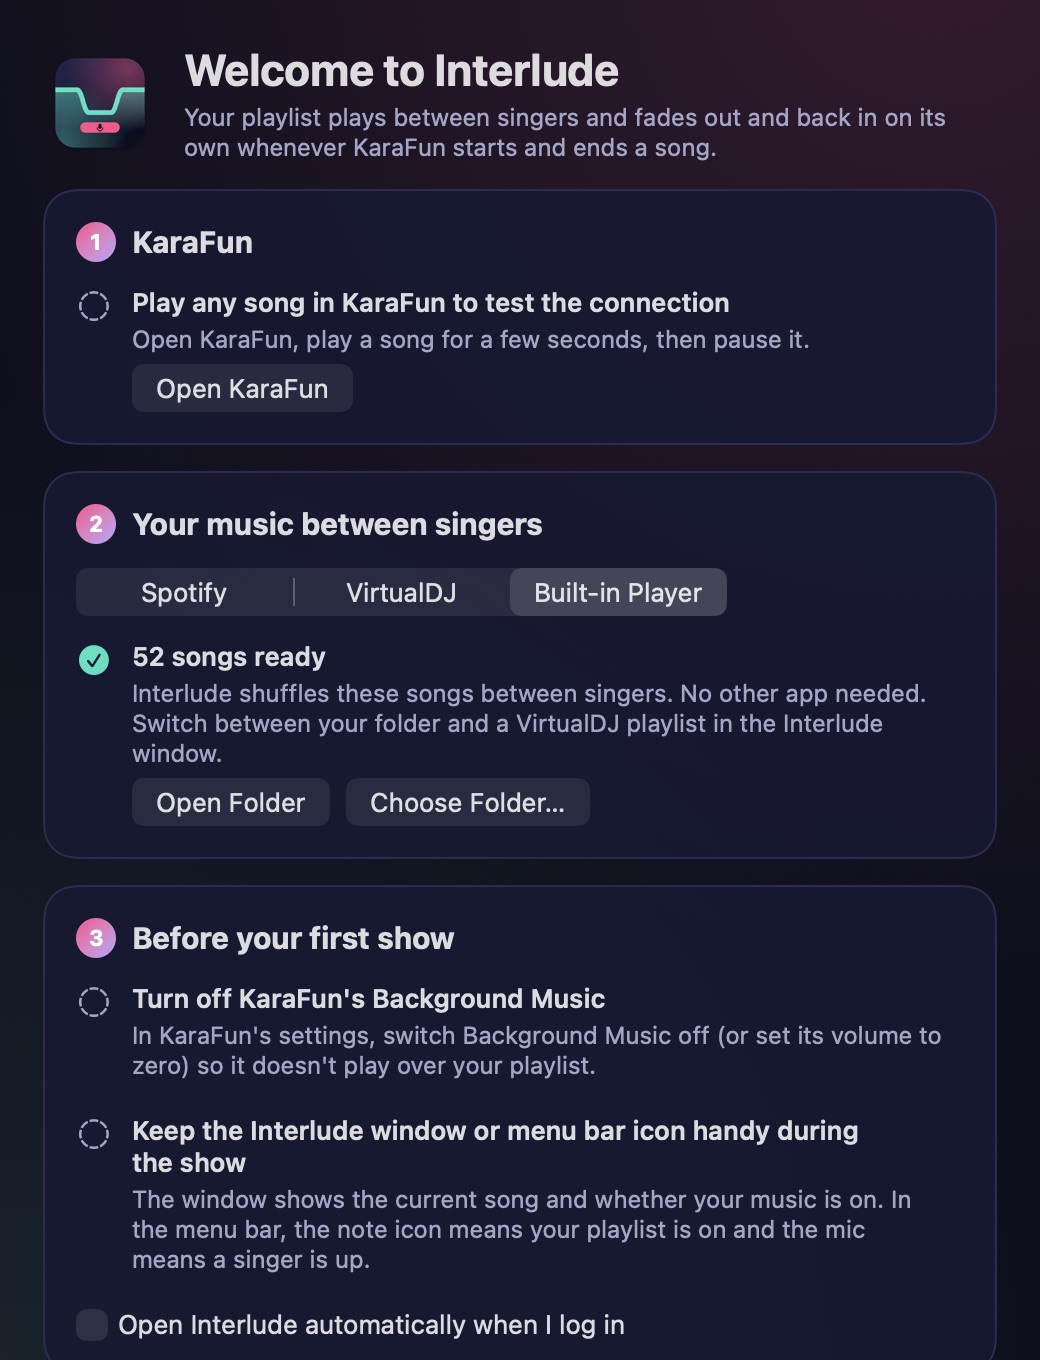 Welcome to Interlude
Your playlist plays between singers and fades out and back in on its
own whenever KaraFun starts and ends a song.
1 KaraFun
Play any song in KaraFun to test the connection
Open KaraFun, play a song for a few seconds, then pause it.
Open KaraFun
2 Your music between singers
Spotify VirtualDJ Built-in Player
52 songs ready
Interlude shuffles these songs between singers. No other app needed.
Switch between your folder and a VirtualDJ playlist in the Interlude
window.
Open Folder Choose Folder...
3 Before your first show
Turn off KaraFun's Background Music
In KaraFun's settings, switch Background Music off (or set its volume to
zero) so it doesn't play over your playlist.
Keep the Interlude window or menu bar icon handy during
the show
The window shows the current song and whether your music is on. In
the menu bar, the note icon means your playlist is on and the mic
means a singer is up.
Open Interlude automatically when I log in